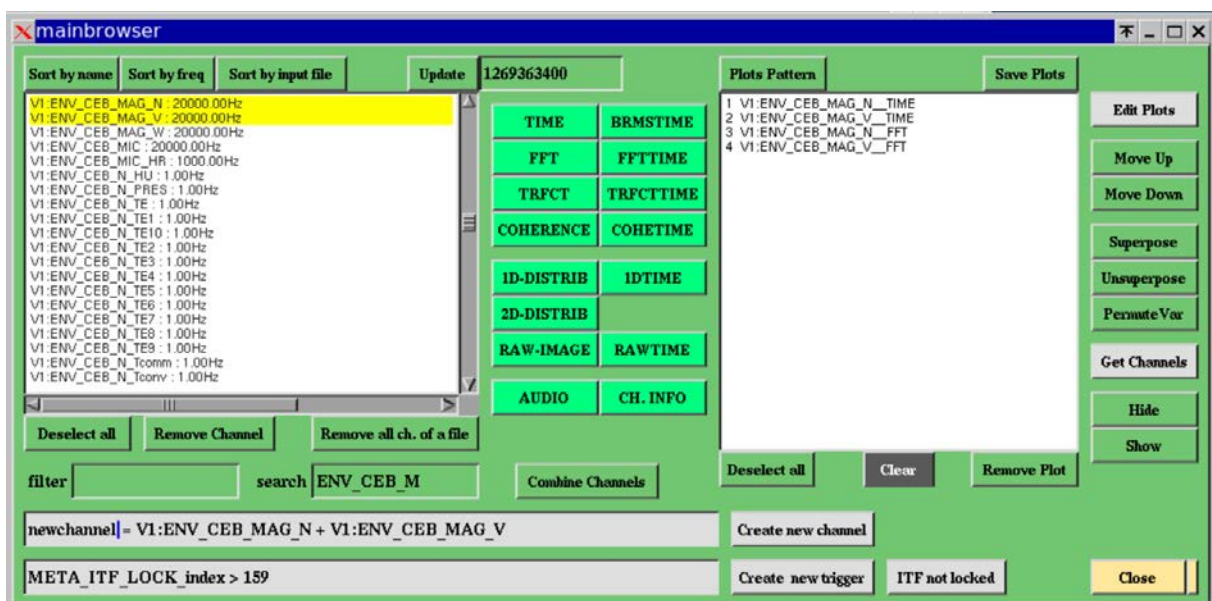 mainbrowser
Sort by name Sort by freq Sort by input file Update 1269363400 Plots Pattern Save Plots
V1:ENV_CEB_MAG_N : 20000.00Hz
V1:ENV_CEB_MAG_V : 20000.00Hz
V1:ENV_CEB_MAG_W : 20000.00Hz
V1:ENV_CEB_MIC : 20000.00Hz
V1:ENV_CEB_MIC_HR : 1000.00Hz
V1:ENV_CEB_N_HU : 1.00Hz
V1:ENV_CEB_N_PRES : 1.00Hz
V1:ENV_CEB_N_TE : 1.00Hz
V1:ENV_CEB_N_TE1 : 1.00Hz
V1:ENV_CEB_N_TE10 : 1.00Hz
V1:ENV_CEB_N_TE2 : 1.00Hz
V1:ENV_CEB_N_TE3 : 1.00Hz
V1:ENV_CEB_N_TE4 : 1.00Hz
V1:ENV_CEB_N_TE5 : 1.00Hz
V1:ENV_CEB_N_TE6 : 1.00Hz
V1:ENV_CEB_N_TE7 : 1.00Hz
V1:ENV_CEB_N_TE8 : 1.00Hz
V1:ENV_CEB_N_TE9 : 1.00Hz
V1:ENV_CEB_N_Tcomm : 1.00Hz
V1:ENV_CEB_N_Tconv : 1.00Hz
TIME BRMSTIME
FFT FFTTIME
TRFCT TRFCTTIME
COHERENCE COHETIME
1D-DISTRIB 1DTIME
2D-DISTRIB
RAW-IMAGE RAWTIME
AUDIO CH. INFO
1 V1:ENV_CEB_MAG_N__TIME
2 V1:ENV_CEB_MAG_V__TIME
3 V1:ENV_CEB_MAG_N__FFT
4 V1:ENV_CEB_MAG_V__FFT
Edit Plots
Move Up
Move Down
Superpose
Unsuperpose
PermuteVar
Get Channels
Hide
Show
Deselect all Remove Channel Remove all ch. of a file
Deselect all Clear Remove Plot
filter search ENV_CEB_M Combine Channels
newchannel = V1:ENV_CEB_MAG_N + V1:ENV_CEB_MAG_V Create new channel
META_ITF_LOCK_index > 159 Create new trigger ITF not locked Close